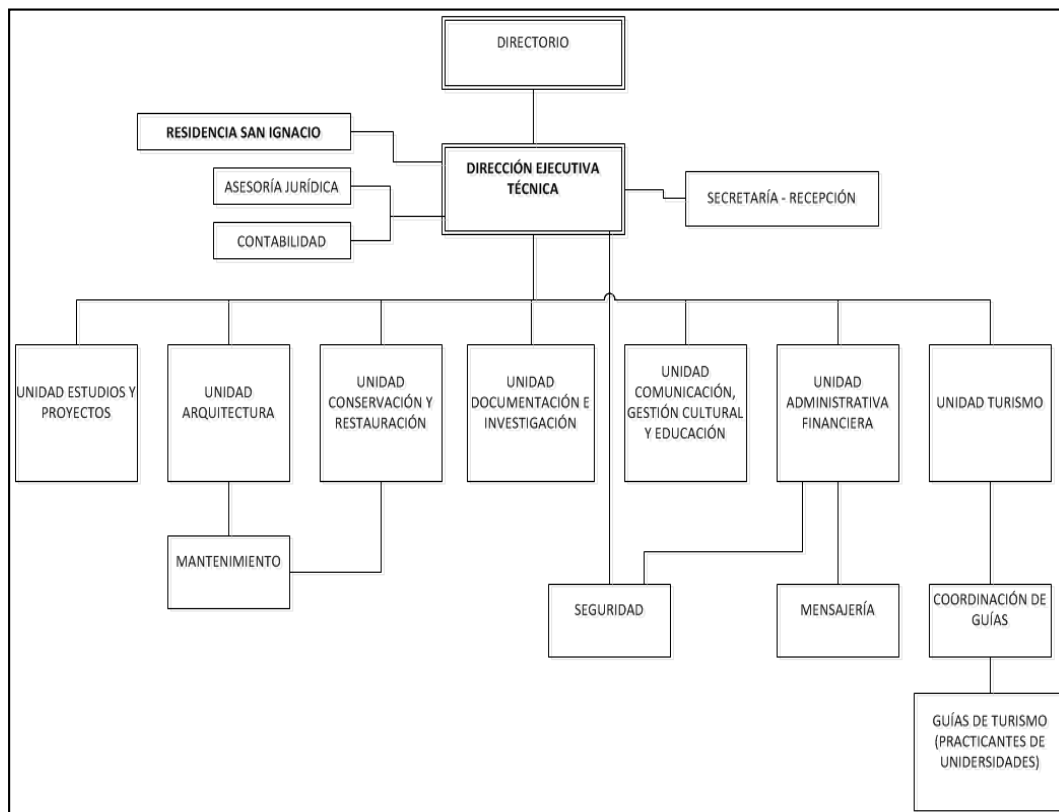 DIRECTORIO
RESIDENCIA SAN IGNACIO
DIRECCIÓN EJECUTIVA
TÉCNICA
ASESORÍA JURÍDICA
SECRETARÍA - RECEPCIÓN
CONTABILIDAD
UNIDAD ESTUDIOS Y
PROYECTOS
UNIDAD
ARQUITECTURA
UNIDAD
CONSERVACIÓN Y
RESTAURACIÓN
UNIDAD
DOCUMENTACIÓN E
INVESTIGACIÓN
UNIDAD
COMUNICACIÓN,
GESTIÓN CULTURAL
Y EDUCACIÓN
UNIDAD
ADMINISTRATIVA
FINANCIERA
UNIDAD TURISMO
MANTENIMIENTO
SEGURIDAD
MENSAJERÍA
COORDINACIÓN DE
GUÍAS
GUÍAS DE TURISMO
(PRACTICANTES DE
UNIDERSIDADES)